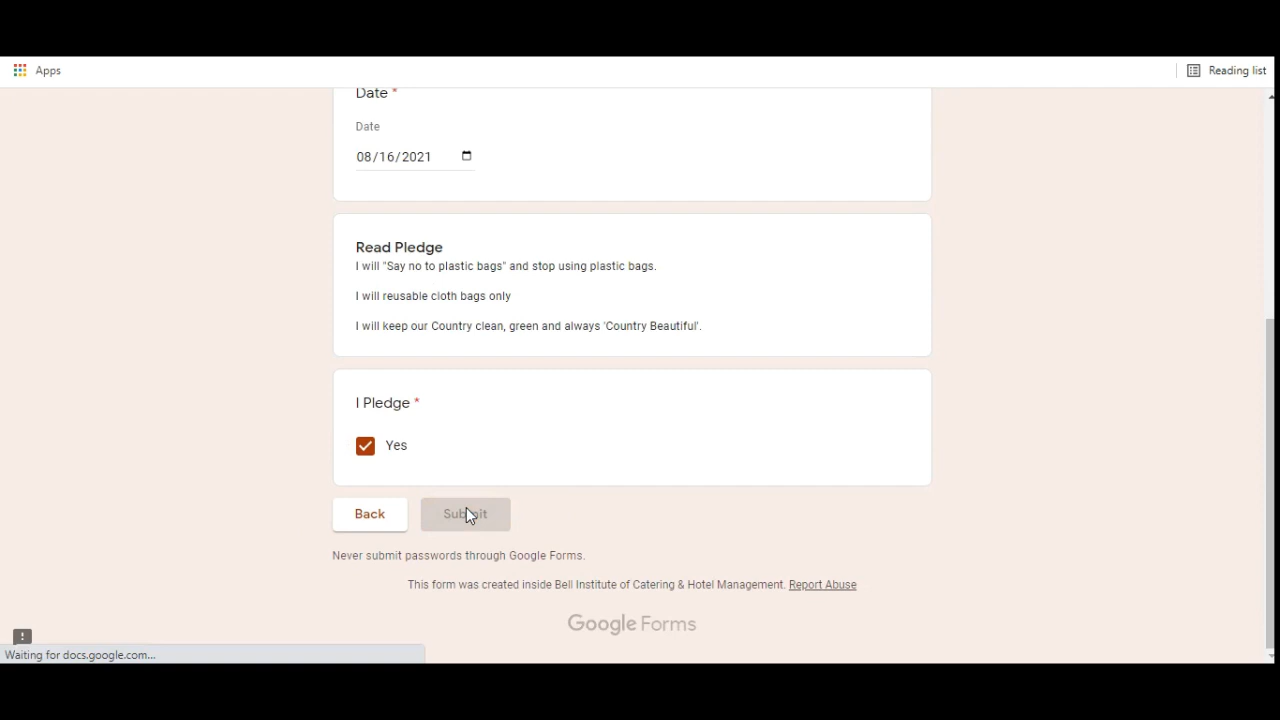 Apps
Reading list
Date *
Date
08/16/2021
Read Pledge
I will "Say no to plastic bags" and stop using plastic bags.
I will reusable cloth bags only
I will keep our Country clean, green and always 'Country Beautiful'.
I Pledge *
Yes
Back
Submit
Never submit passwords through Google Forms.
This form was created inside Bell Institute of Catering & Hotel Management. Report Abuse
Google Forms
!
Waiting for docs.google.com...